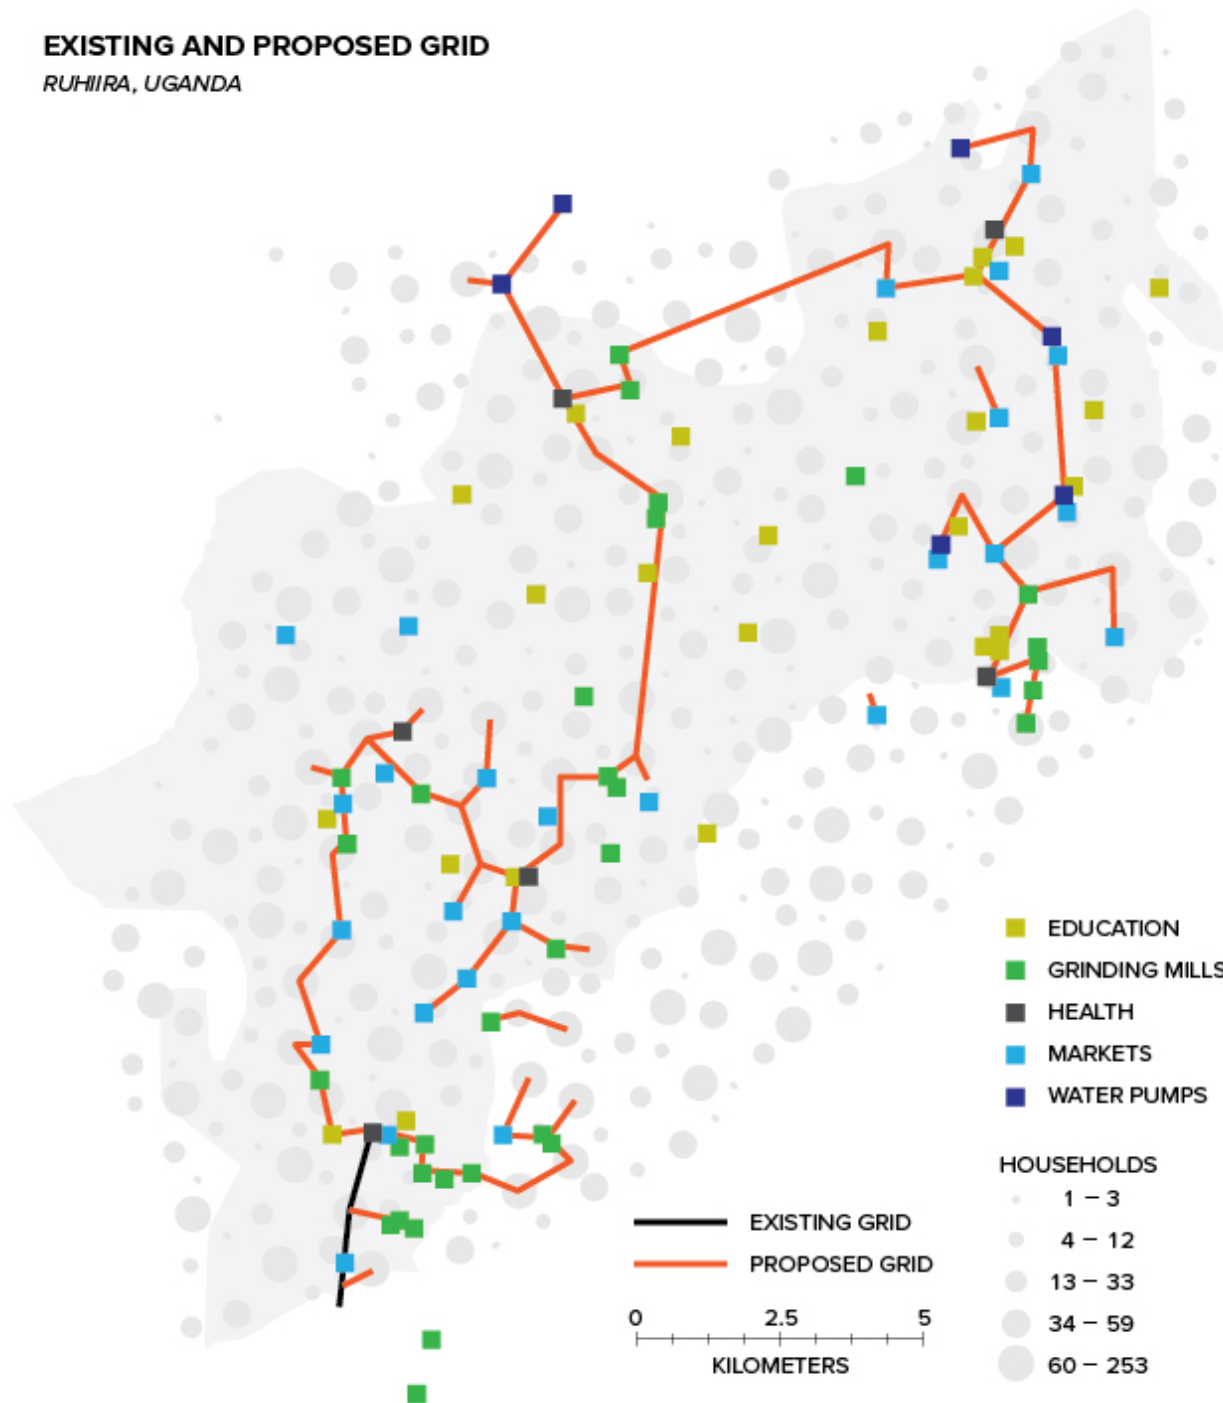 EXISTING AND PROPOSED GRID
RUHIIRA, UGANDA
EDUCATION
GRINDING MILLS
HEALTH
MARKETS
WATER PUMPS
HOUSEHOLDS
1 – 3
4 – 12
13 – 33
34 – 59
60 – 253
EXISTING GRID
PROPOSED GRID
0 2.5 5
KILOMETERS